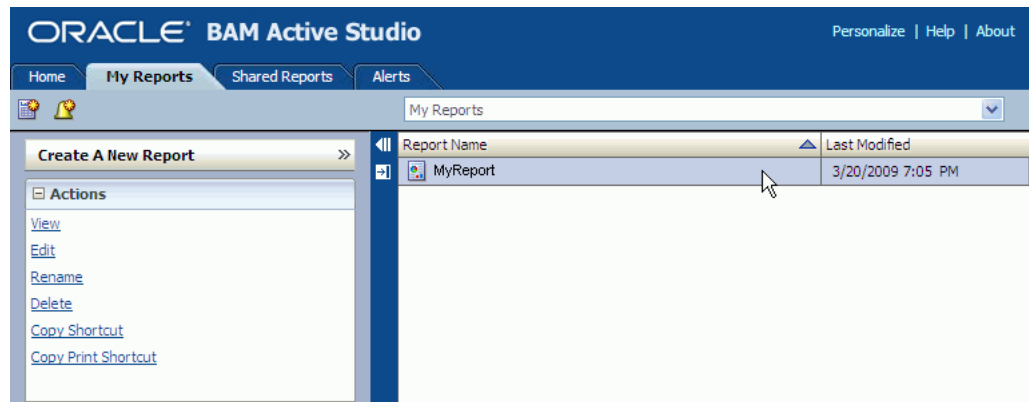 ORACLE® BAM Active Studio
Personalize | Help | About
Home My Reports Shared Reports Alerts
My Reports
Create A New Report »
Actions
View
Edit
Rename
Delete
Copy Shortcut
Copy Print Shortcut
Report Name Last Modified
MyReport 3/20/2009 7:05 PM